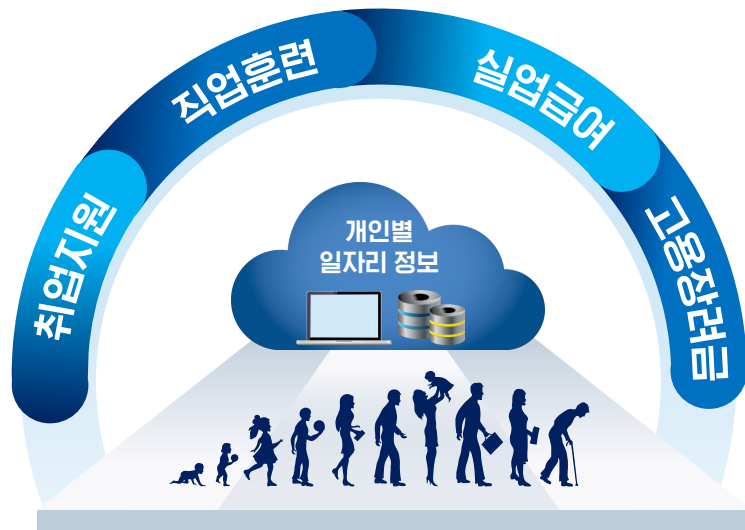 취업지원
직업훈련
실업급여
고용장려금
개인별
일자리 정보